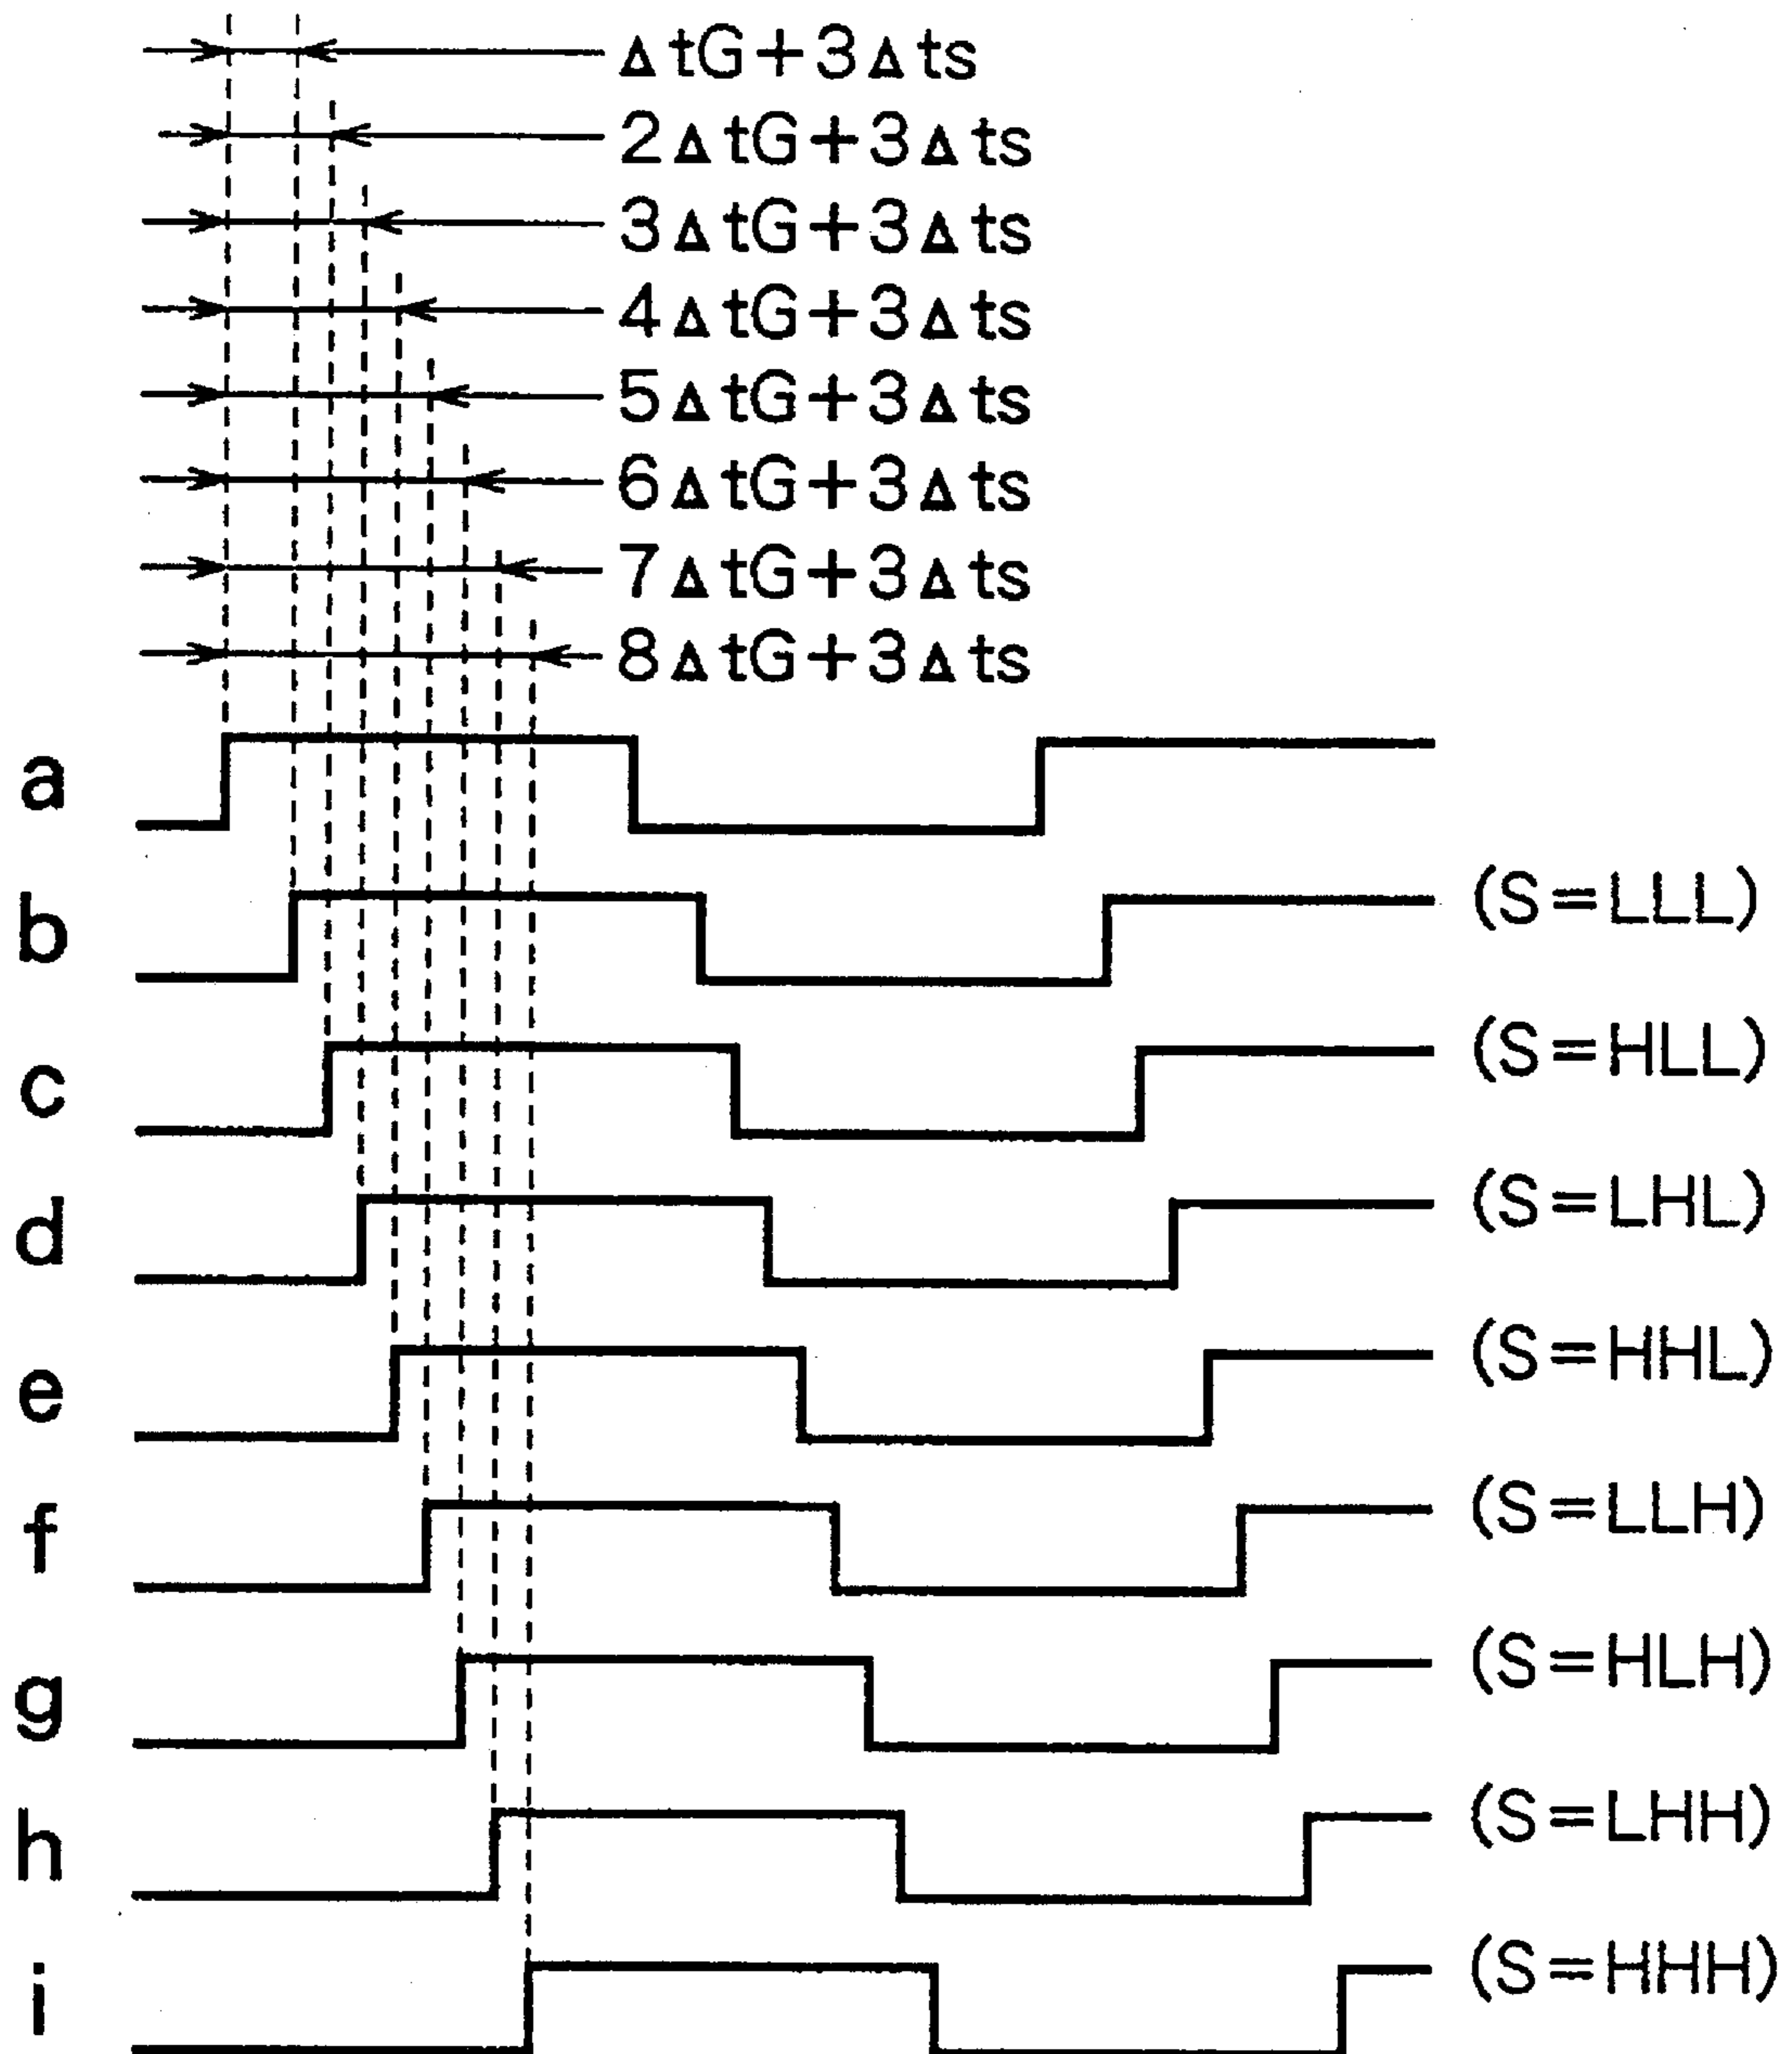 ΔtG+3Δts
2ΔtG+3Δts
3ΔtG+3Δts
4ΔtG+3Δts
5ΔtG+3Δts
6ΔtG+3Δts
7ΔtG+3Δts
8ΔtG+3Δts
a
b (S=LLL)
c (S=HLL)
d (S=LHL)
e (S=HHL)
f (S=LLH)
g (S=HLH)
h (S=LHH)
i (S=HHH)